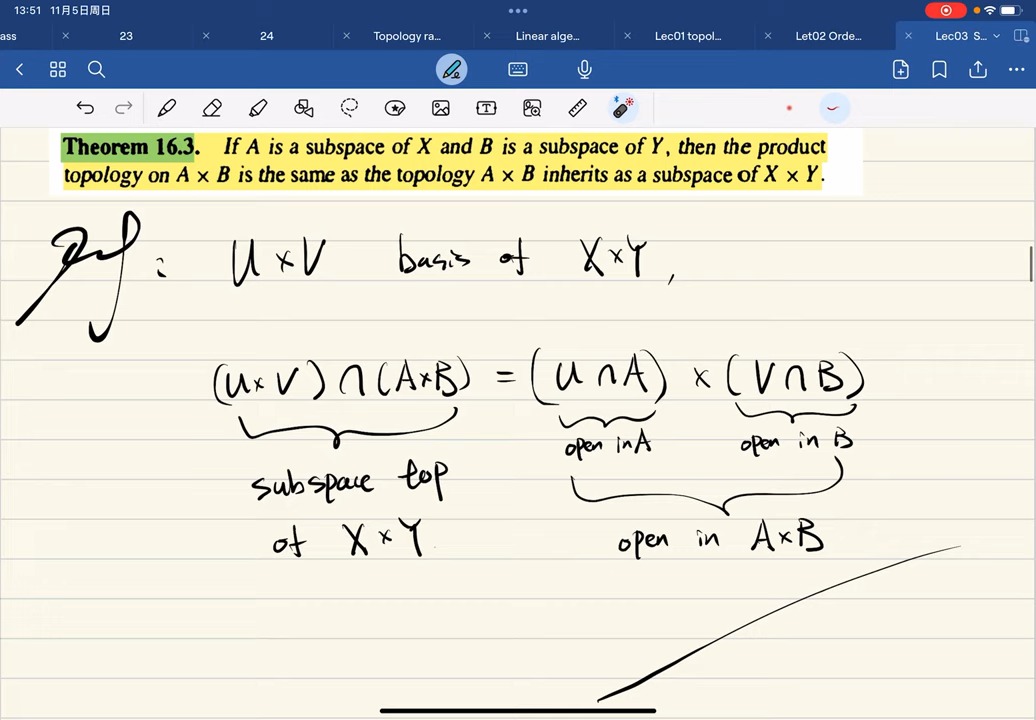 13:51 11月5日周日
ass
23
24
Topology ra...
Linear alge...
Lec01 topol...
Let02 Orde...
Lec03 S...
Theorem 16.3. If A is a subspace of X and B is a subspace of Y, then the product
topology on A × B is the same as the topology A × B inherits as a subspace of X × Y.
U × V basis of X × Y,
(U × V) ∩ (A × B) = (U ∩ A) × (V ∩ B)
open in A open in B
subspace top
of X × Y open in A × B